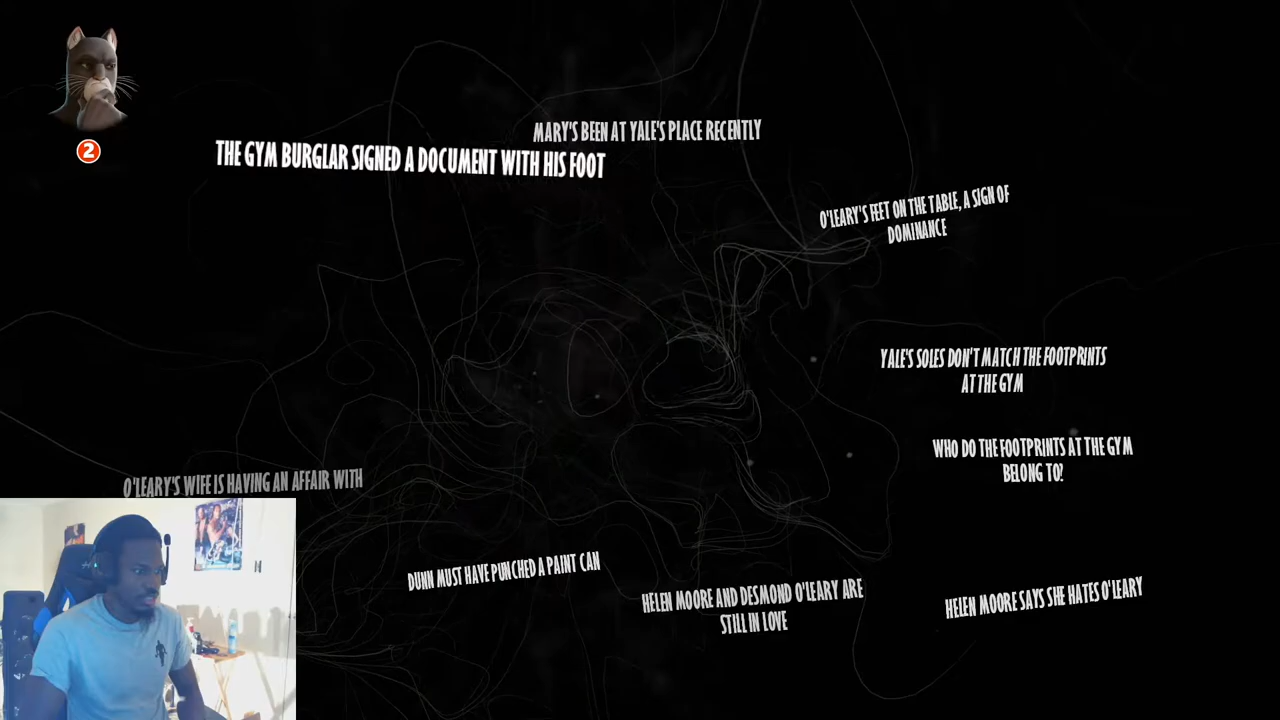 MARY'S BEEN AT YALE'S PLACE RECENTLY
THE GYM BURGLAR SIGNED A DOCUMENT WITH HIS FOOT
2
O'LEARY'S FEET ON THE TABLE, A SIGN OF
DOMINANCE
YALE'S SOLES DON'T MATCH THE FOOTPRINTS
AT THE GYM
WHO DO THE FOOTPRINTS AT THE GYM
BELONG TO?
O'LEARY'S WIFE IS HAVING AN AFFAIR WITH
DUNN MUST HAVE PUNCHED A PAINT CAN
HELEN MOORE AND DESMOND O'LEARY ARE
STILL IN LOVE
HELEN MOORE SAYS SHE HATES O'LEARY